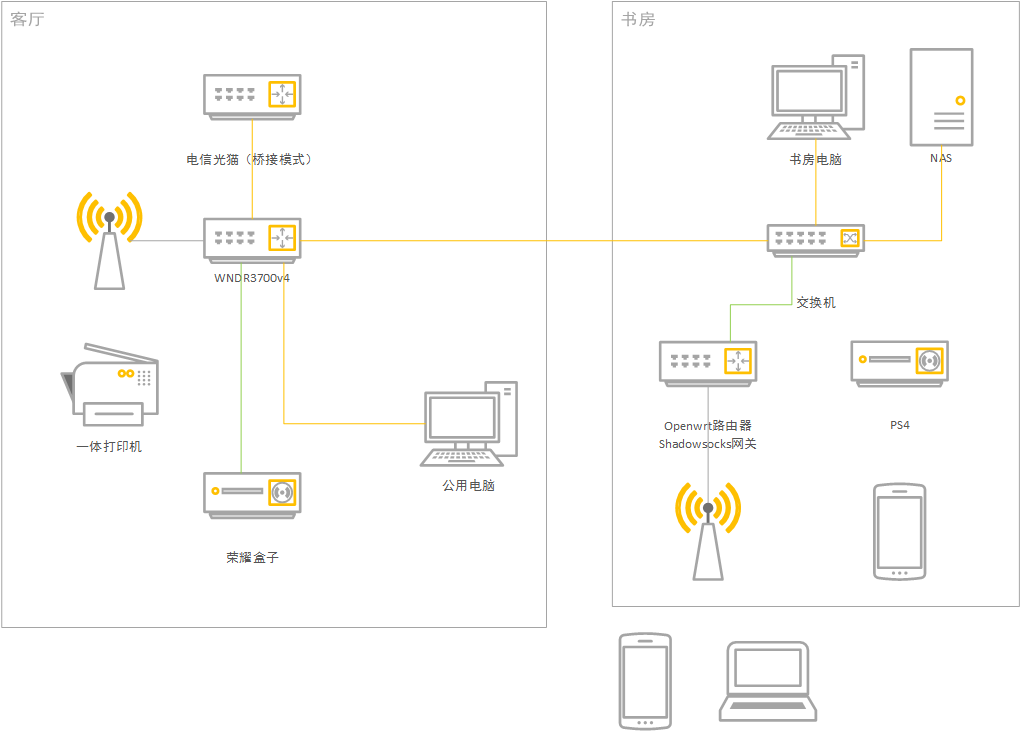 客厅
书房
电信光猫（桥接模式）
书房电脑
NAS
WNDR3700v4
交换机
一体打印机
Openwrt路由器
Shadowsocks网关
PS4
公用电脑
荣耀盒子